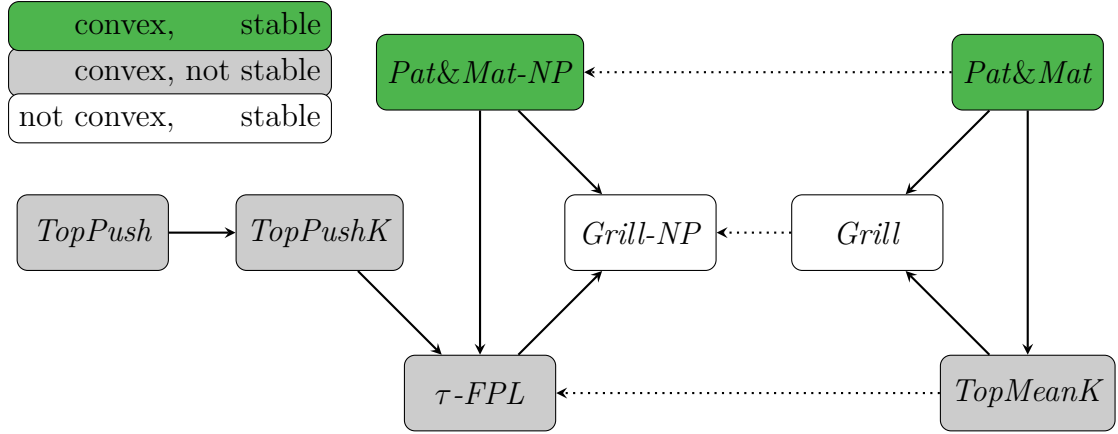 convex, stable
convex, not stable
not convex, stable
Pat&Mat-NP
Pat&Mat
TopPush
TopPushK
Grill-NP
Grill
τ-FPL
TopMeanK